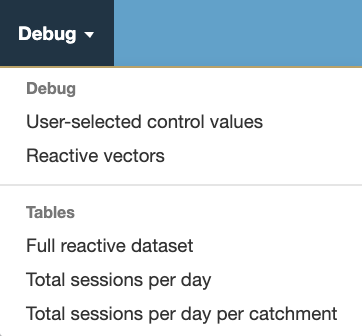 Debug
Debug
User-selected control values
Reactive vectors
Tables
Full reactive dataset
Total sessions per day
Total sessions per day per catchment